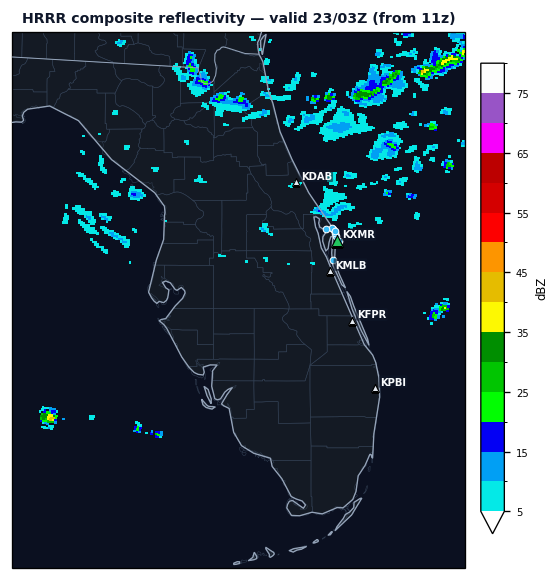 HRRR composite reflectivity — valid 23/03Z (from 11z)
KDAB
KXMR
KMLB
KFPR
KPBI
75
65
55
45
35
25
15
5
dBZ